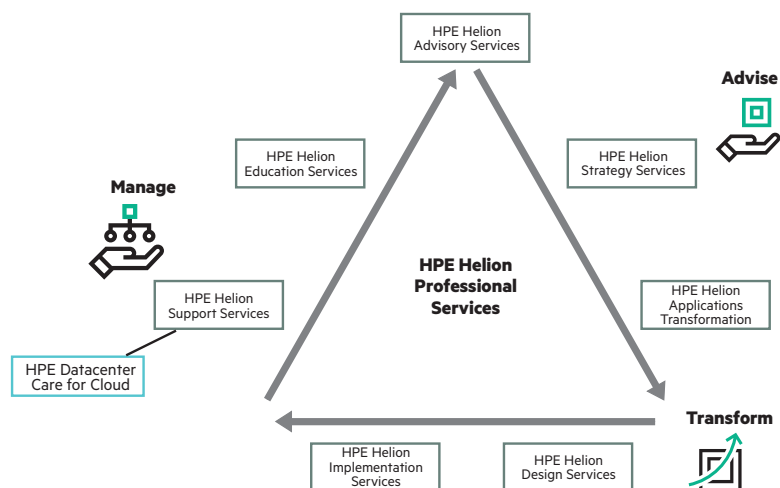 HPE Helion
Advisory Services
Advise
HPE Helion
Education Services
HPE Helion
Strategy Services
Manage
HPE Helion
Professional
Services
HPE Helion
Support Services
HPE Helion
Applications
Transformation
HPE Datacenter
Care for Cloud
Transform
HPE Helion
Implementation
Services
HPE Helion
Design Services